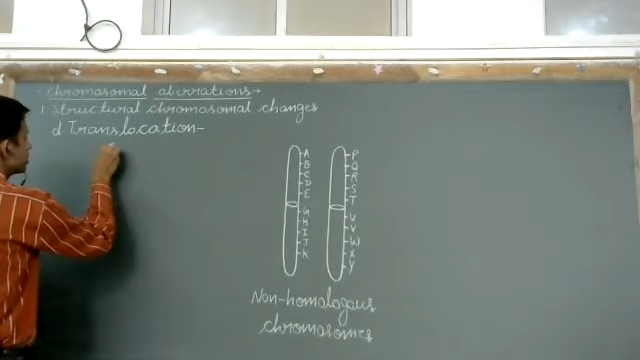 - Chromosomal aberrations -
1 Structural chromosomal changes
d Translocation -
A
B
C
D
E
G
H
I
J
K
P
Q
R
S
T
U
V
W
X
Y
Non-homologous
chromosomes